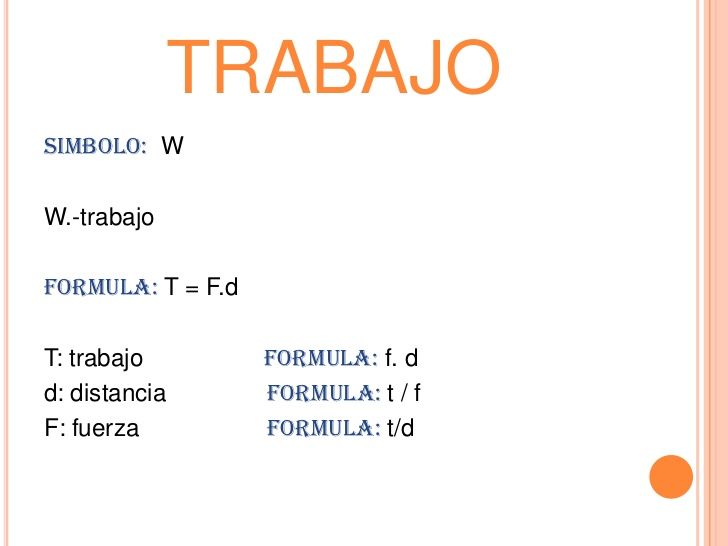 TRABAJO
SIMBOLO: W
W.-trabajo
FORMULA: T = F.d
T: trabajo FORMULA: f. d
d: distancia FORMULA: t / f
F: fuerza FORMULA: t/d